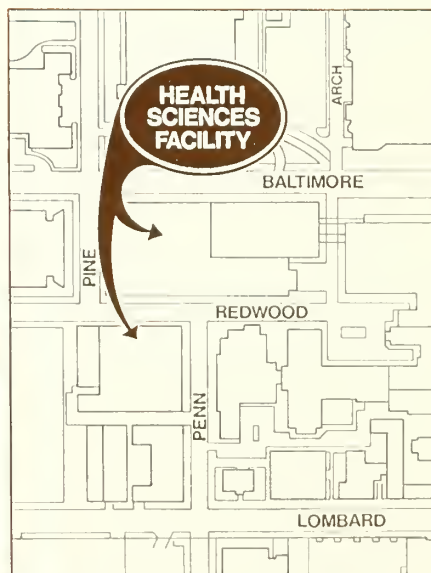 HEALTH
SCIENCES
FACILITY
ARCH
BALTIMORE
PINE
REDWOOD
PENN
LOMBARD